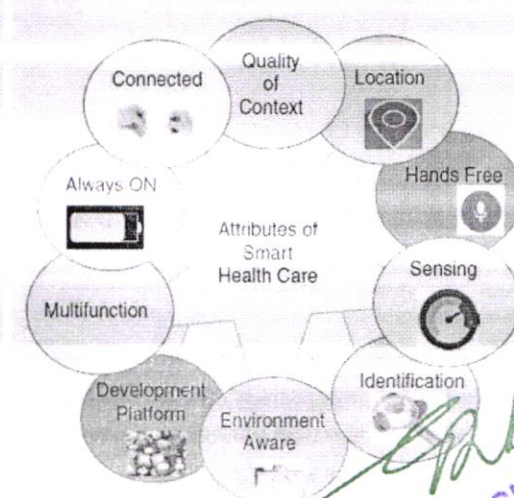 Quality
of
Context
Location
Hands Free
Sensing
Identification
Environment
Aware
Development
Platform
Multifunction
Always ON
Connected
Attributes of
Smart
Health Care